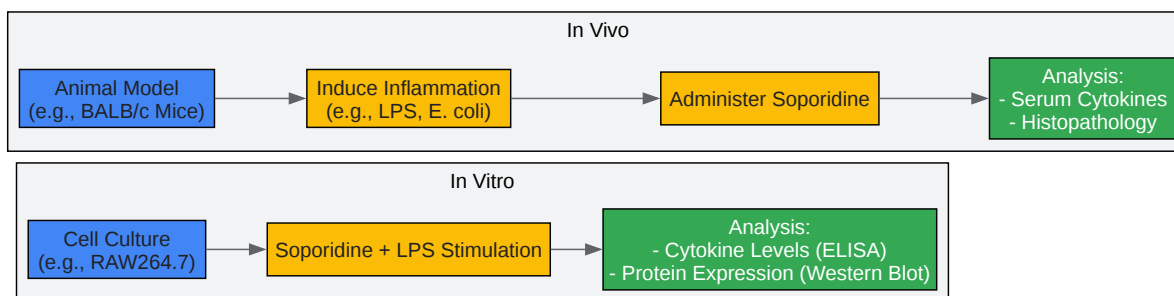 In Vivo
Animal Model
(e.g., BALB/c Mice)
Induce Inflammation
(e.g., LPS, E. coli)
Administer Soporidine
Analysis:
- Serum Cytokines
- Histopathology
In Vitro
Cell Culture
(e.g., RAW264.7)
Soporidine + LPS Stimulation
Analysis:
- Cytokine Levels (ELISA)
- Protein Expression (Western Blot)